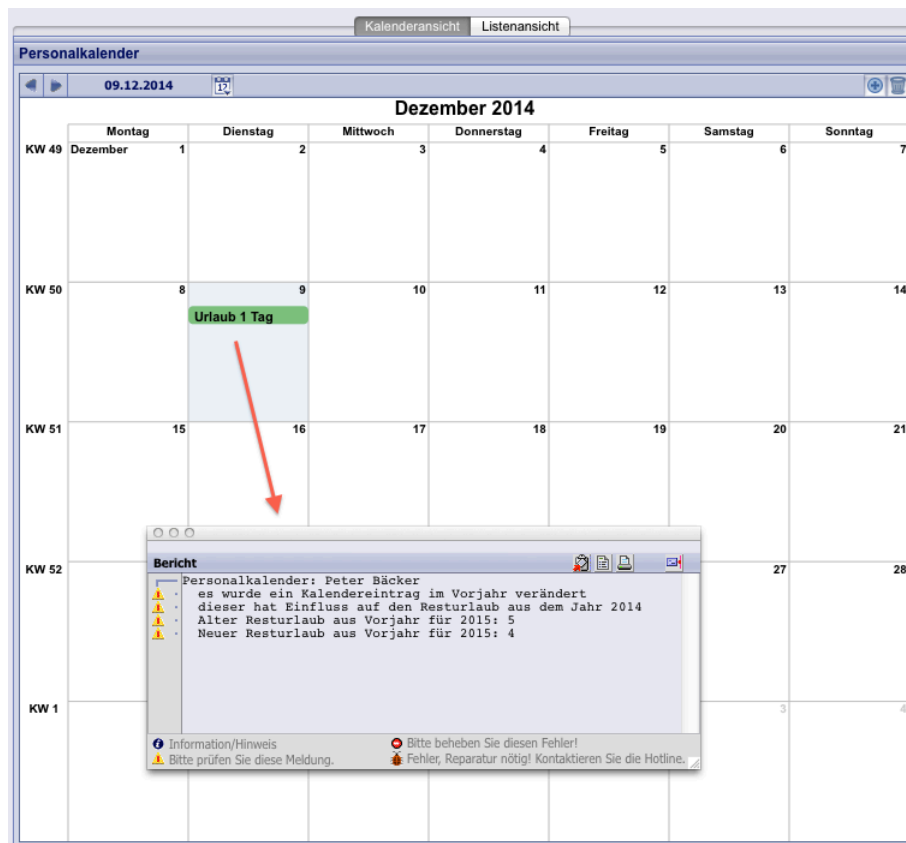 Kalenderansicht Listenansicht
Personalkalender
09.12.2014 12
Dezember 2014
Montag Dienstag Mittwoch Donnerstag Freitag Samstag Sonntag
KW 49 Dezember 1 2 3 4 5 6 7
KW 50 8 9 10 11 12 13 14
Urlaub 1 Tag
KW 51 15 16 17 18 19 20 21
KW 52 27 28
Bericht
Personalkalender: Peter Bäcker
es wurde ein Kalendereintrag im Vorjahr verändert
dieser hat Einfluss auf den Resturlaub aus dem Jahr 2014
Alter Resturlaub aus Vorjahr für 2015: 5
Neuer Resturlaub aus Vorjahr für 2015: 4
KW 1 3 4
Information/Hinweis Bitte beheben Sie diesen Fehler!
Bitte prüfen Sie diese Meldung. Fehler, Reparatur nötig! Kontaktieren Sie die Hotline.